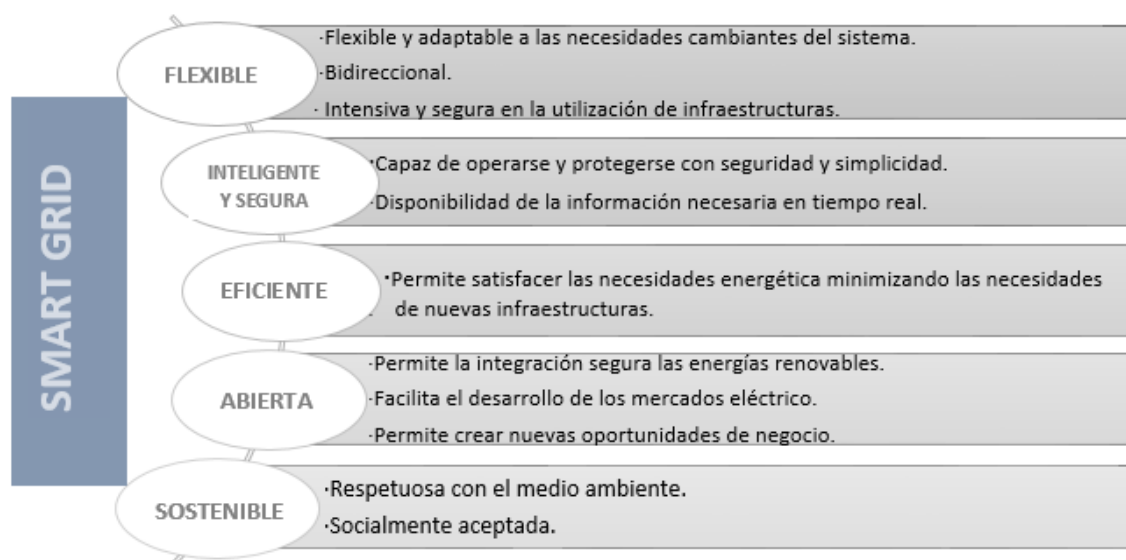 SMART GRID
FLEXIBLE
·Flexible y adaptable a las necesidades cambiantes del sistema.
·Bidireccional.
· Intensiva y segura en la utilización de infraestructuras.
INTELIGENTE
Y SEGURA
·Capaz de operarse y protegerse con seguridad y simplicidad.
·Disponibilidad de la información necesaria en tiempo real.
EFICIENTE
·Permite satisfacer las necesidades energética minimizando las necesidades
. de nuevas infraestructuras.
ABIERTA
·Permite la integración segura las energías renovables.
·Facilita el desarrollo de los mercados eléctrico.
·Permite crear nuevas oportunidades de negocio.
SOSTENIBLE
·Respetuosa con el medio ambiente.
·Socialmente aceptada.